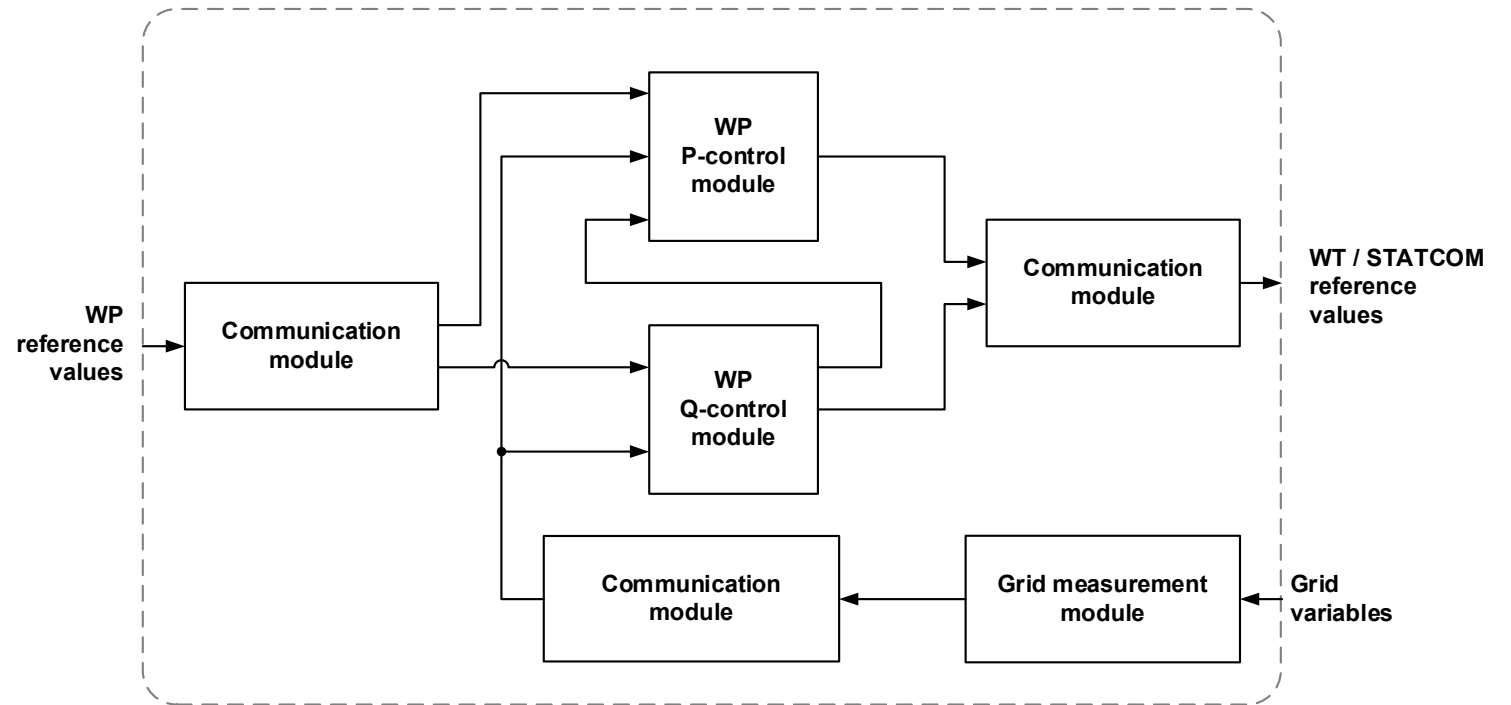 WP
P-control
module
WP
reference
values
Communication
module
WP
Q-control
module
Communication
module
WT / STATCOM
reference
values
Communication
module
Grid measurement
module
Grid
variables